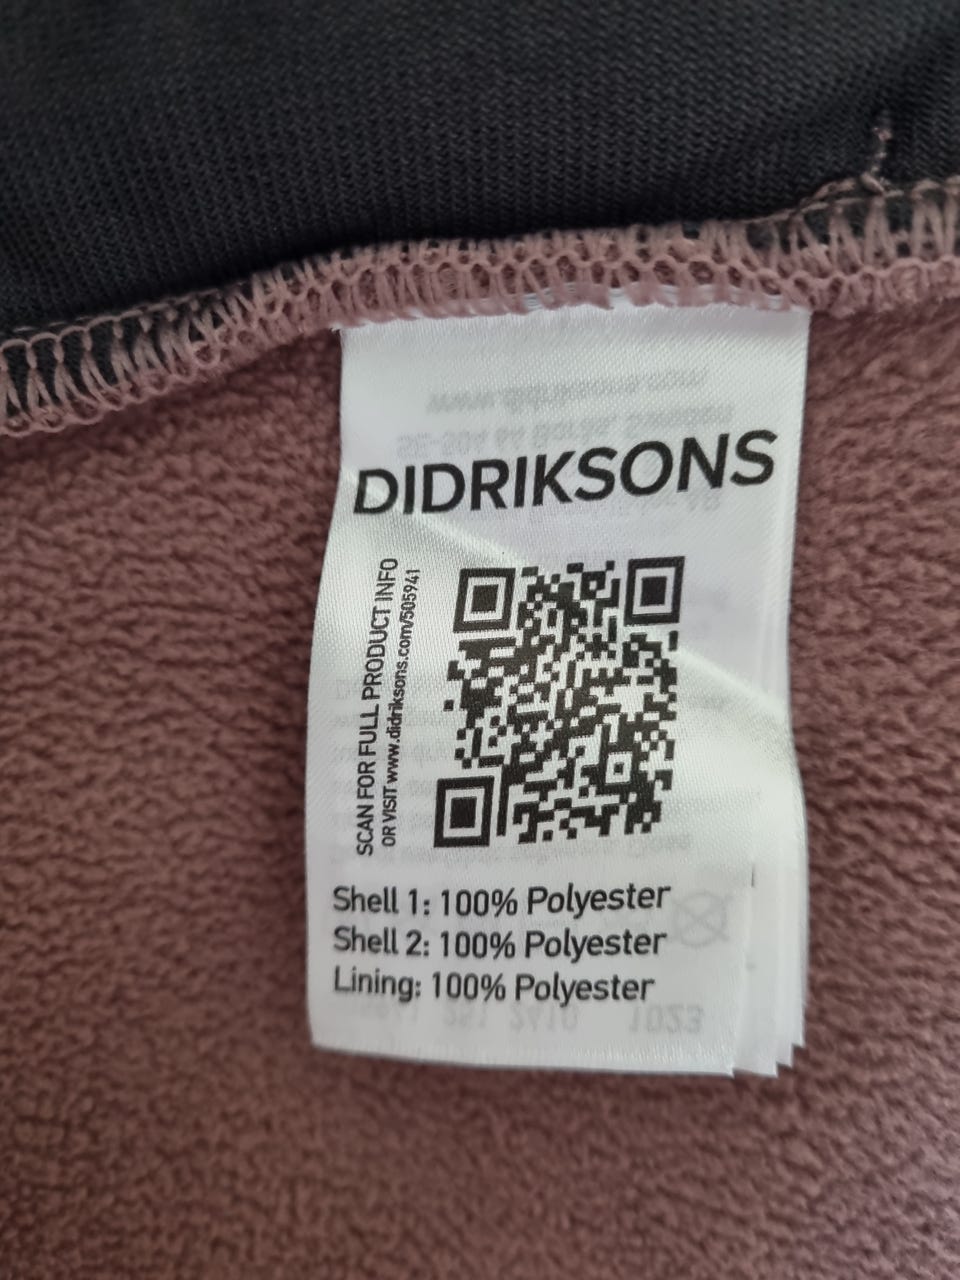 DIDRIKSONS
SCAN FOR FULL PRODUCT INFO
OR VISIT www.didriksons.com/505941
Shell 1: 100% Polyester
Shell 2: 100% Polyester
Lining: 100% Polyester